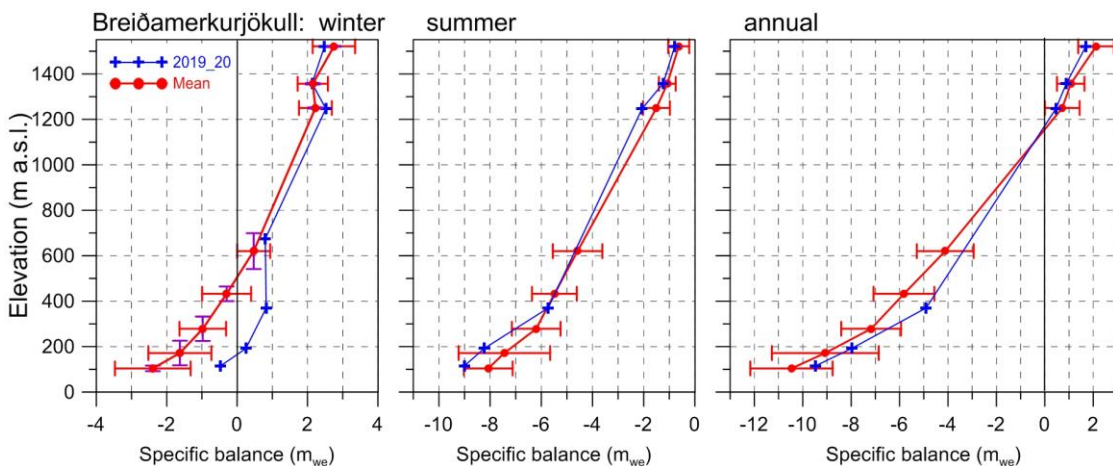 Breiðamerkurjökull: winter
summer
annual
2019_20
Mean
Elevation (m a.s.l.)
1400
1200
1000
800
600
400
200
0
-4 -2 0 2 4
-10 -8 -6 -4 -2 0
-12 -10 -8 -6 -4 -2 0 2
Specific balance (mwe)
Specific balance (mwe)
Specific balance (mwe)